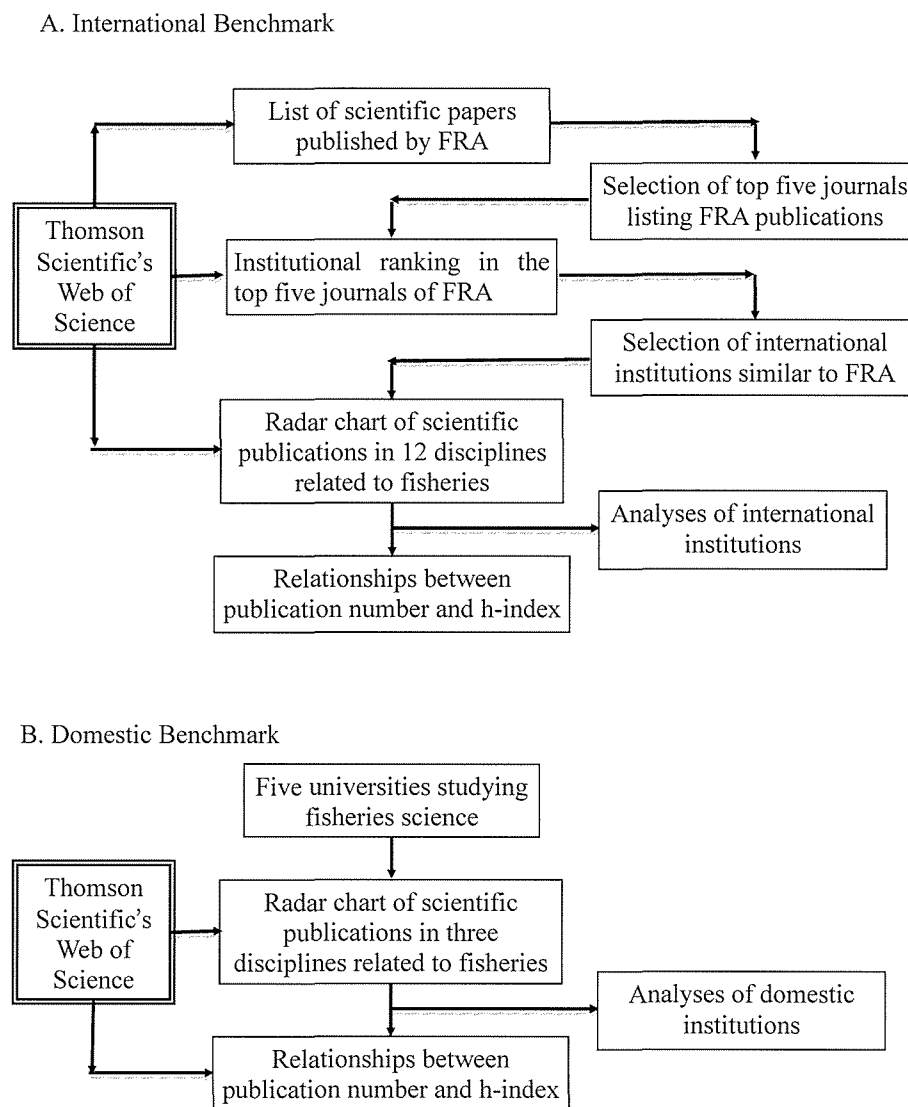 A. International Benchmark
List of scientific papers
published by FRA
Selection of top five journals
listing FRA publications
Thomson
Scientific's
Web of
Science
Institutional ranking in the
top five journals of FRA
Selection of international
institutions similar to FRA
Radar chart of scientific
publications in 12 disciplines
related to fisheries
Analyses of international
institutions
Relationships between
publication number and h-index
B. Domestic Benchmark
Five universities studying
fisheries science
Thomson
Scientific's
Web of
Science
Radar chart of scientific
publications in three
disciplines related to fisheries
Analyses of domestic
institutions
Relationships between
publication number and h-index